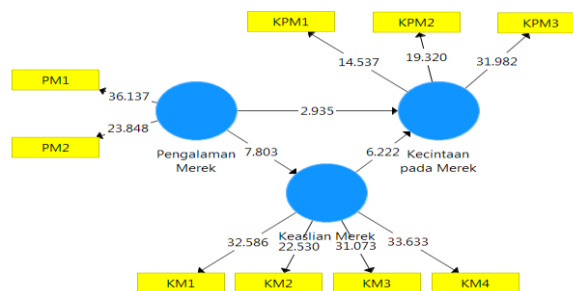 KPM1
KPM2
KPM3
14.537
19.320
31.982
PM1
36.137
2.935
PM2
23.848
Pengalaman
Merek
7.803
6.222
Kecintaan
pada Merek
Keaslian Merek
32.586
22.530
31.073
33.633
KM1
KM2
KM3
KM4